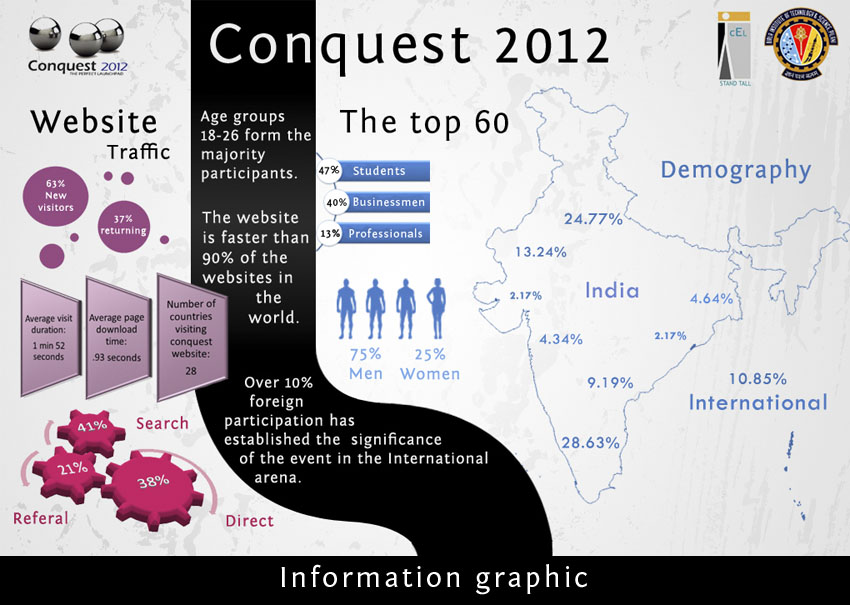 Conquest 2012
THE PERFECT LAUNCHPAD
Conquest 2012
CEL
STAND TALL
BIRLA INSTITUTE OF TECHNOLOGY & SCIENCE PILANI
Website
Traffic
63%
New
visitors
37%
returning
Average visit
duration:
1 min 52
seconds
Average page
download
time:
.93 seconds
Number of
countries
visiting
conquest
website:
28
41%
Search
21%
Referal
38%
Direct
Age groups
18-26 form the
majority
participants.
The website
is faster than
90% of the
websites in
the
world.
Over 10%
foreign
participation has
established the significance
of the event in the International
arena.
The top 60
47% Students
40% Businessmen
13% Professionals
75%
Men
25%
Women
Demography
24.77%
13.24%
2.17%
India
4.64%
4.34%
2.17%
9.19%
28.63%
10.85%
International
Information graphic